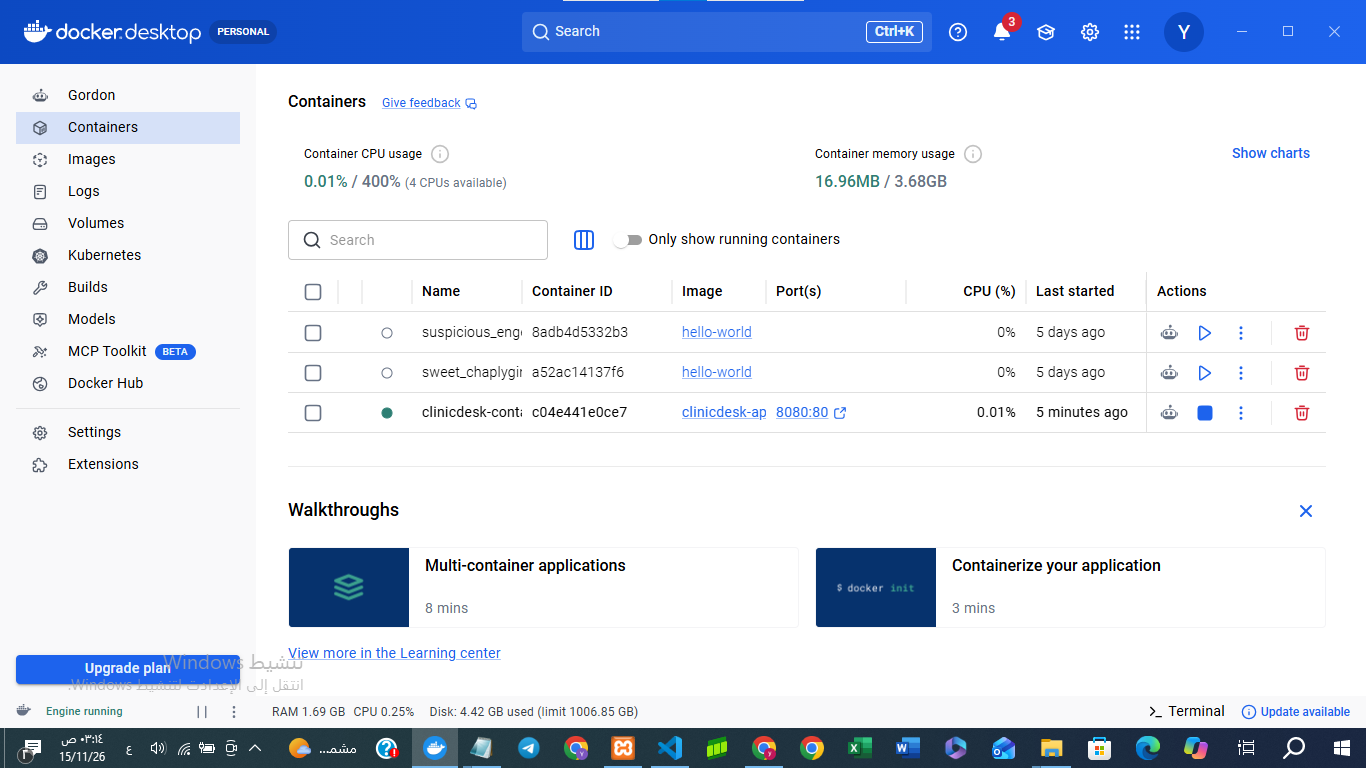 docker.desktop PERSONAL
Search Ctrl+K
3
Y
Gordon
Containers
Images
Logs
Volumes
Kubernetes
Builds
Models
MCP Toolkit BETA
Docker Hub
Settings
Extensions
Upgrade plan
Containers Give feedback
Container CPU usage
0.01% / 400% (4 CPUs available)
Container memory usage
16.96MB / 3.68GB
Show charts
Search
Only show running containers
Name Container ID Image Port(s) CPU (%) Last started Actions
suspicious_enge 8adb4d5332b3 hello-world 0% 5 days ago
sweet_chaplygin a52ac14137f6 hello-world 0% 5 days ago
clinicdesk-conta c04e441e0ce7 clinicdesk-ap 8080:80 0.01% 5 minutes ago
Walkthroughs
Multi-container applications
8 mins
$ docker init
Containerize your application
3 mins
View more in the Learning center
تنشيط Windows
انتقل إلى الإعدادات لتنشيط Windows.
Engine running
RAM 1.69 GB CPU 0.25% Disk: 4.42 GB used (limit 1006.85 GB)
Terminal
Update available
٠٣:١٤ ص
15/11/26
ع
مشمـ...